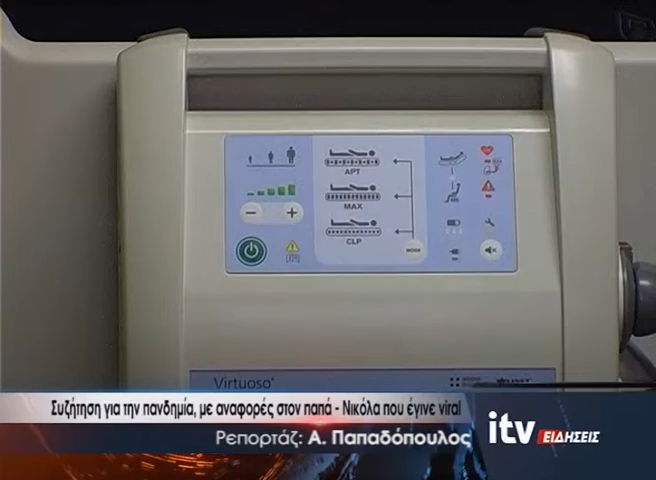 APT
MAX
CLP
MODE
Virtuoso
Συζήτηση για την πανδημία, με αναφορές στον παπά - Νικόλα που έγινε viral
Ρεπορτάζ: Α. Παπαδόπουλος
itv ΕΙΔΗΣΕΙΣ